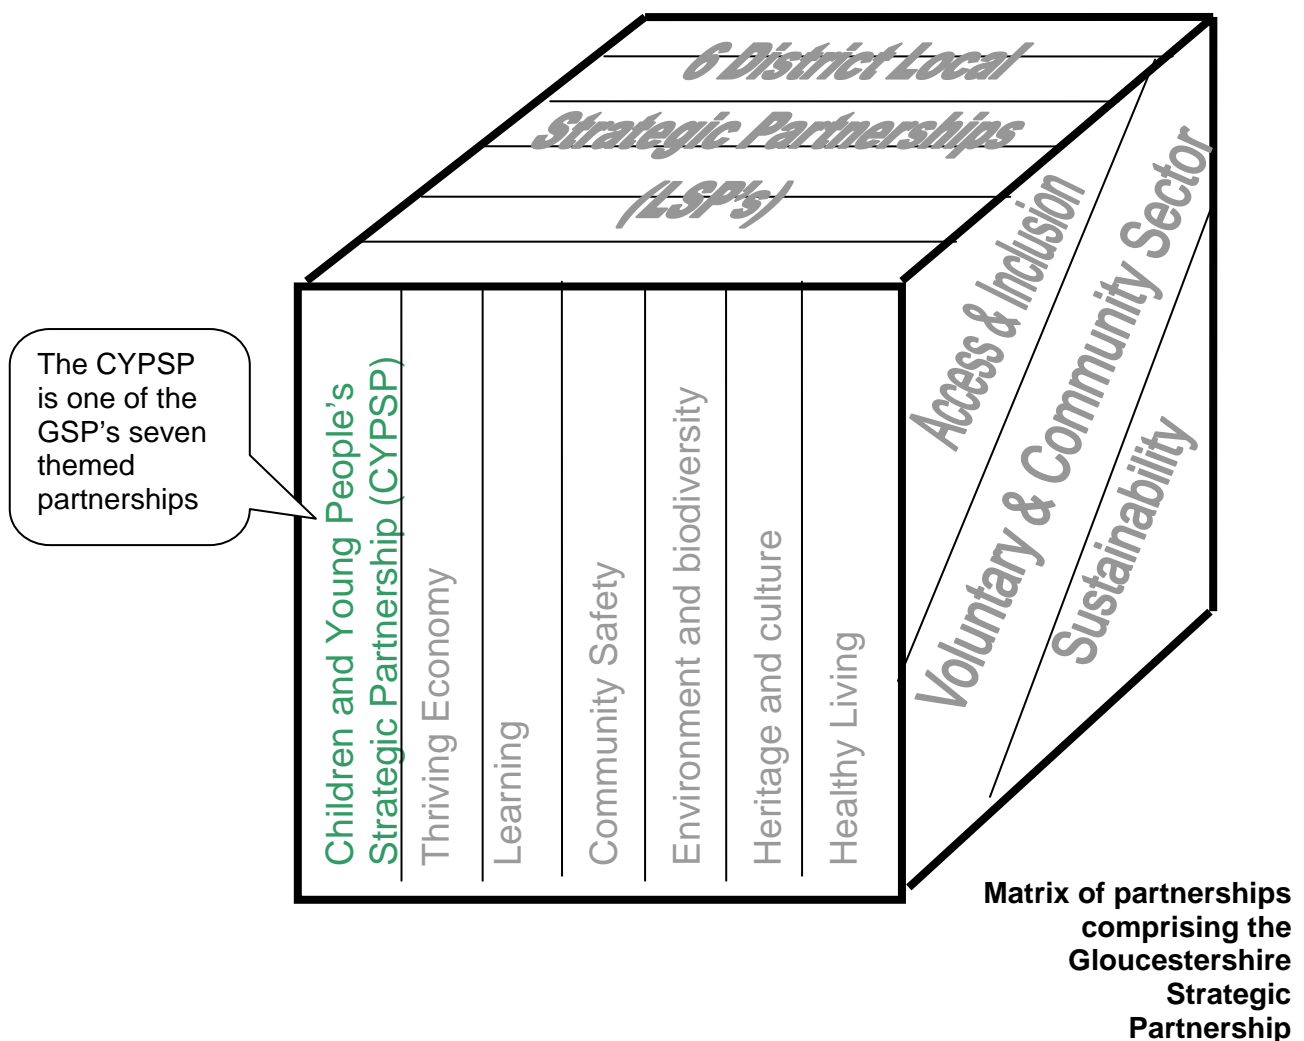 6 District Local
Strategic Partnerships
(LSP's)
Access & Inclusion
Voluntary & Community Sector
Sustainability
The CYPSP
is one of the
GSP’s seven
themed
partnerships
Children and Young People’s
Strategic Partnership (CYPSP)
Thriving Economy
Learning
Community Safety
Environment and biodiversity
Heritage and culture
Healthy Living
Matrix of partnerships
comprising the
Gloucestershire
Strategic
Partnership